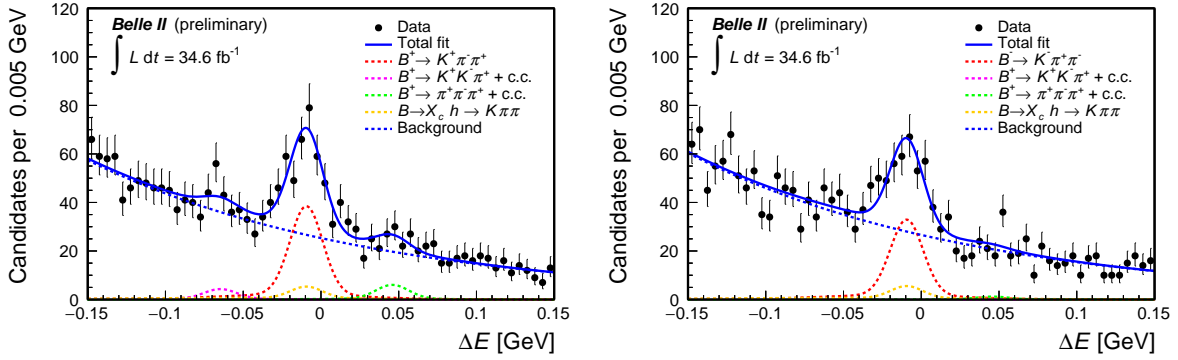 Belle II (preliminary)
∫ L dt = 34.6 fb⁻¹
Data
Total fit
B⁺→ K⁺π⁻π⁺
B⁺→ K⁺K⁻π⁺ + c.c.
B⁺→ π⁺π⁻π⁺ + c.c.
B→X_c h → Kππ
Background
Candidates per 0.005 GeV
120
100
80
60
40
20
0
−0.15 −0.1 −0.05 0 0.05 0.1 0.15
ΔE [GeV]
Belle II (preliminary)
∫ L dt = 34.6 fb⁻¹
Data
Total fit
B⁻→ K⁻π⁺π⁻
B⁺→ K⁺K⁻π⁺ + c.c.
B⁺→ π⁺π⁻π⁺ + c.c.
B→X_c h → Kππ
Background
Candidates per 0.005 GeV
120
100
80
60
40
20
0
−0.15 −0.1 −0.05 0 0.05 0.1 0.15
ΔE [GeV]